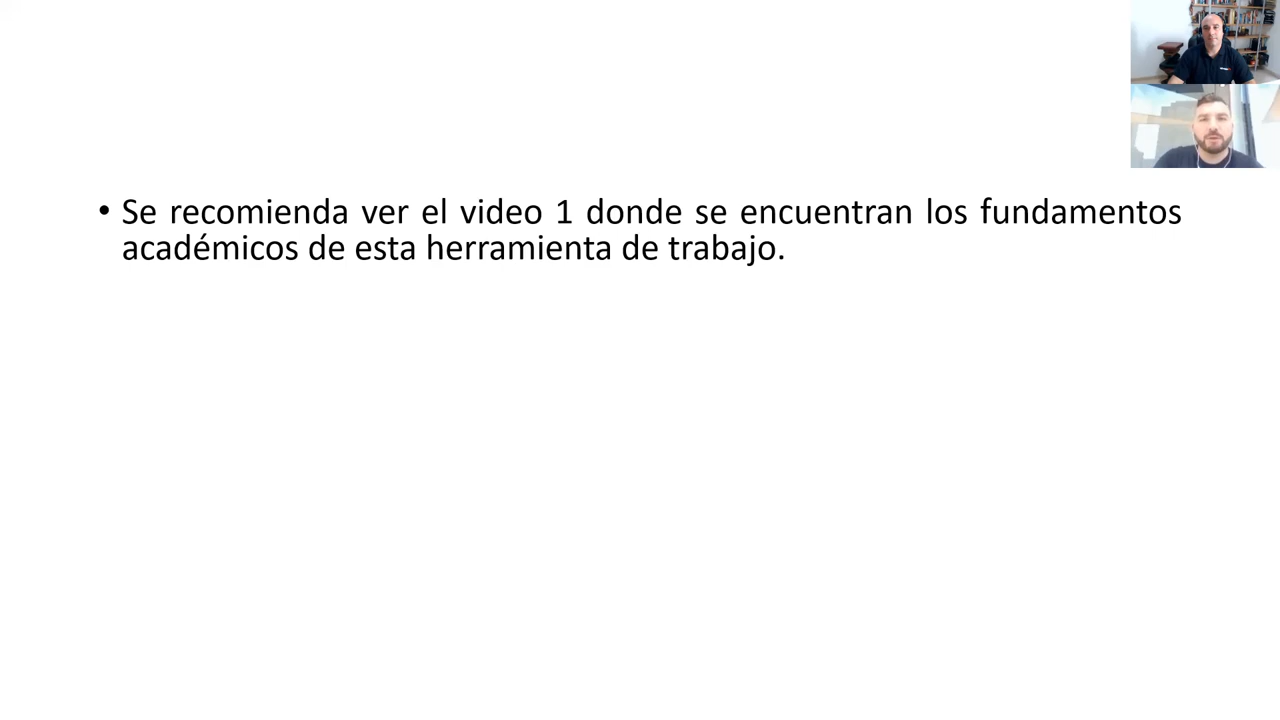 • Se recomienda ver el video 1 donde se encuentran los fundamentos
académicos de esta herramienta de trabajo.